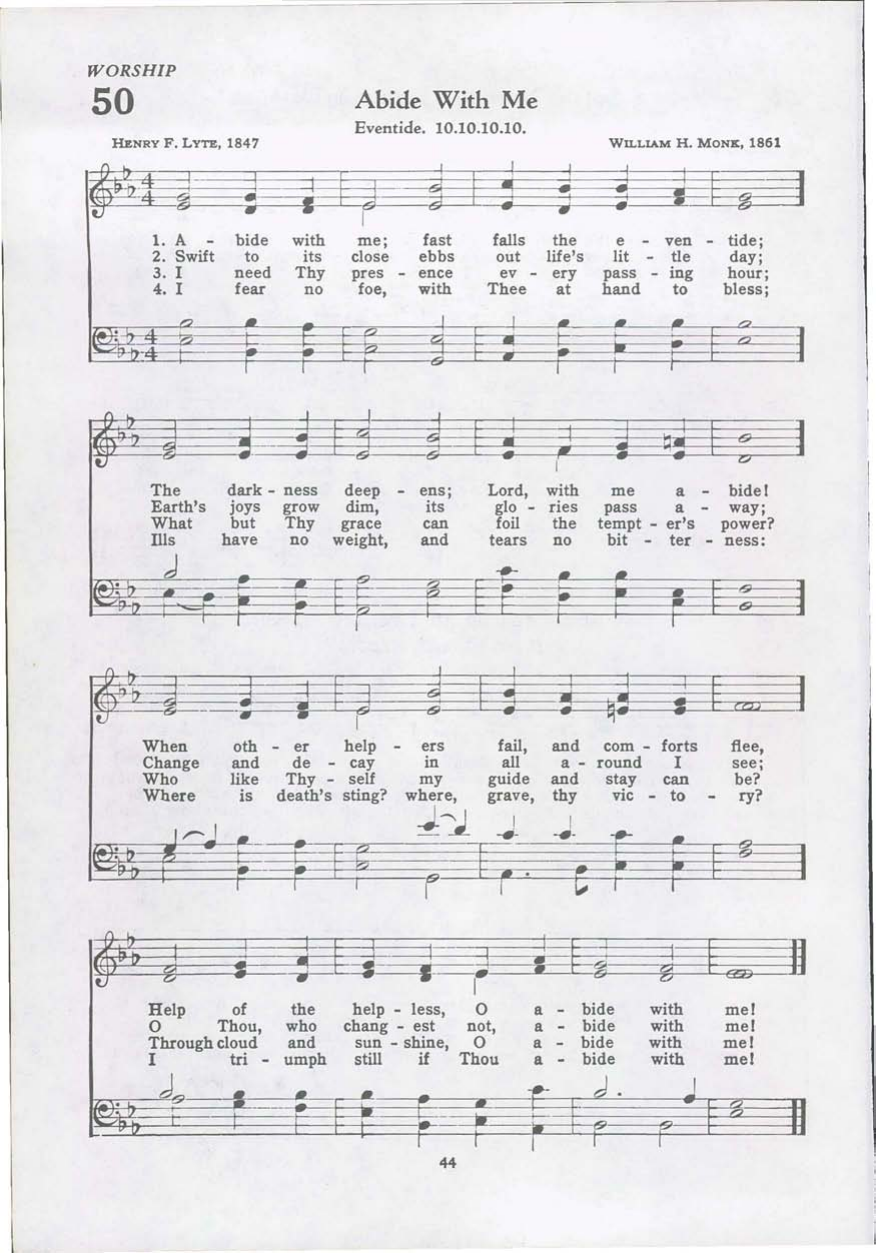 WORSHIP
50
Abide With Me
Eventide. 10.10.10.10.
HENRY F. LYTE, 1847
WILLIAM H. MONK, 1861
4
4
1. A - bide with me; fast falls the e - ven - tide;
2. Swift to its close ebbs out life's lit - tle day;
3. I need Thy pres - ence ev - ery pass - ing hour;
4. I fear no foe, with Thee at hand to bless;
4
4
The dark - ness deep - ens; Lord, with me a - bide!
Earth's joys grow dim, its glo - ries pass a - way;
What but Thy grace can foil the tempt - er's power?
Ills have no weight, and tears no bit - ter - ness:
When oth - er help - ers fail, and com - forts flee,
Change and de - cay in all a - round I see;
Who like Thy - self my guide and stay can be?
Where is death's sting? where, grave, thy vic - to - ry?
Help of the help - less, O a - bide with me!
O Thou, who chang - est not, a - bide with me!
Through cloud and sun - shine, O a - bide with me!
I tri - umph still if Thou a - bide with me!
44